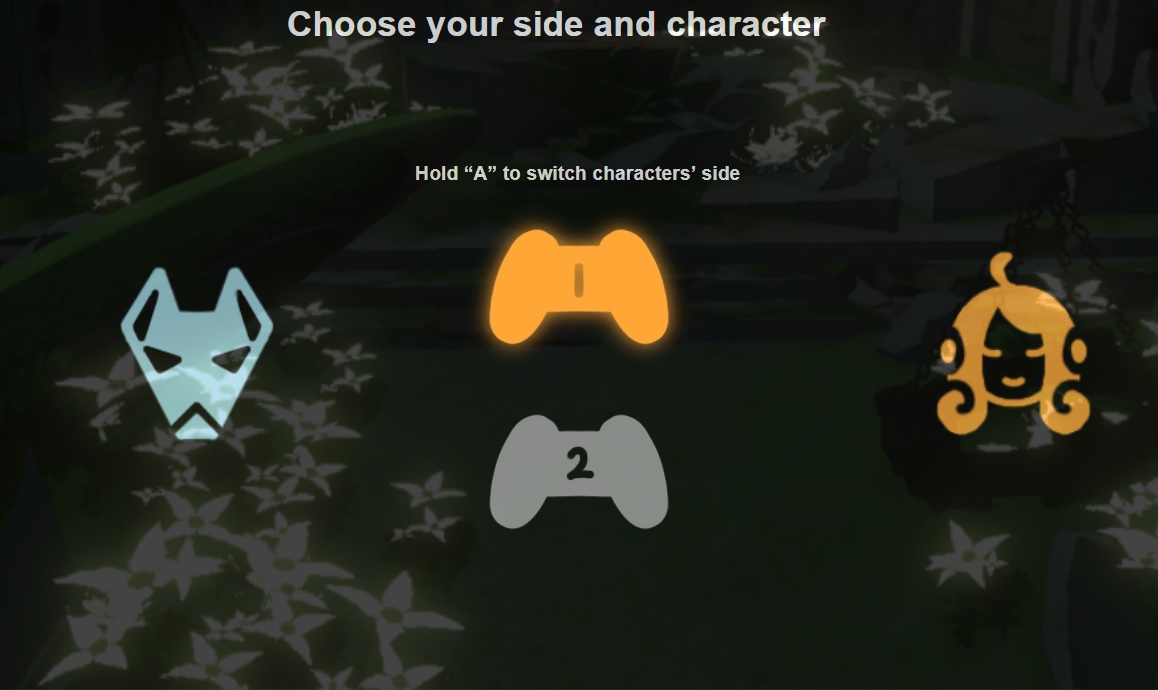 Choose your side and character
Hold “A” to switch characters’ side
1
2